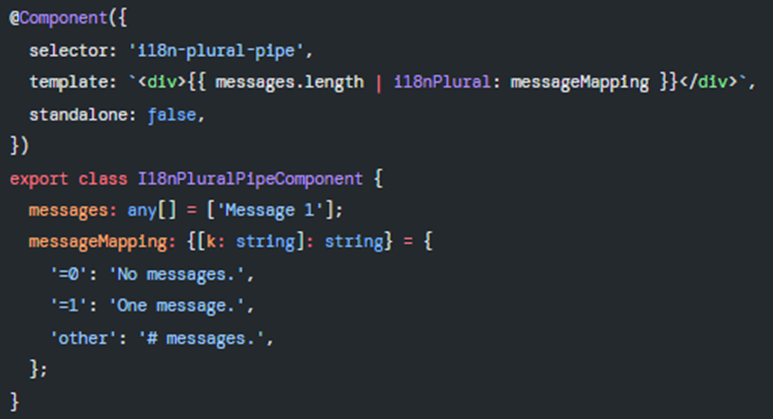 @Component({
  selector: 'i18n-plural-pipe',
  template: `<div>{{ messages.length | i18nPlural: messageMapping }}</div>`,
  standalone: false,
})
export class I18nPluralPipeComponent {
  messages: any[] = ['Message 1'];
  messageMapping: {[k: string]: string} = {
    '=0': 'No messages.',
    '=1': 'One message.',
    'other': '# messages.',
  };
}